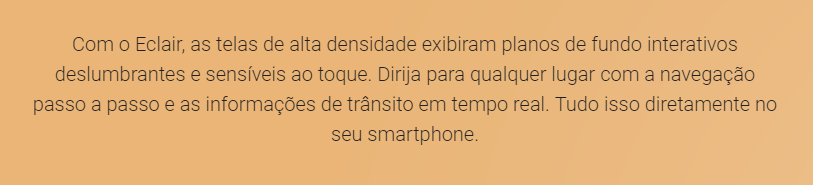 Com o Eclair, as telas de alta densidade exibiram planos de fundo interativos
deslumbrantes e sensíveis ao toque. Dirija para qualquer lugar com a navegação
passo a passo e as informações de trânsito em tempo real. Tudo isso diretamente no
seu smartphone.